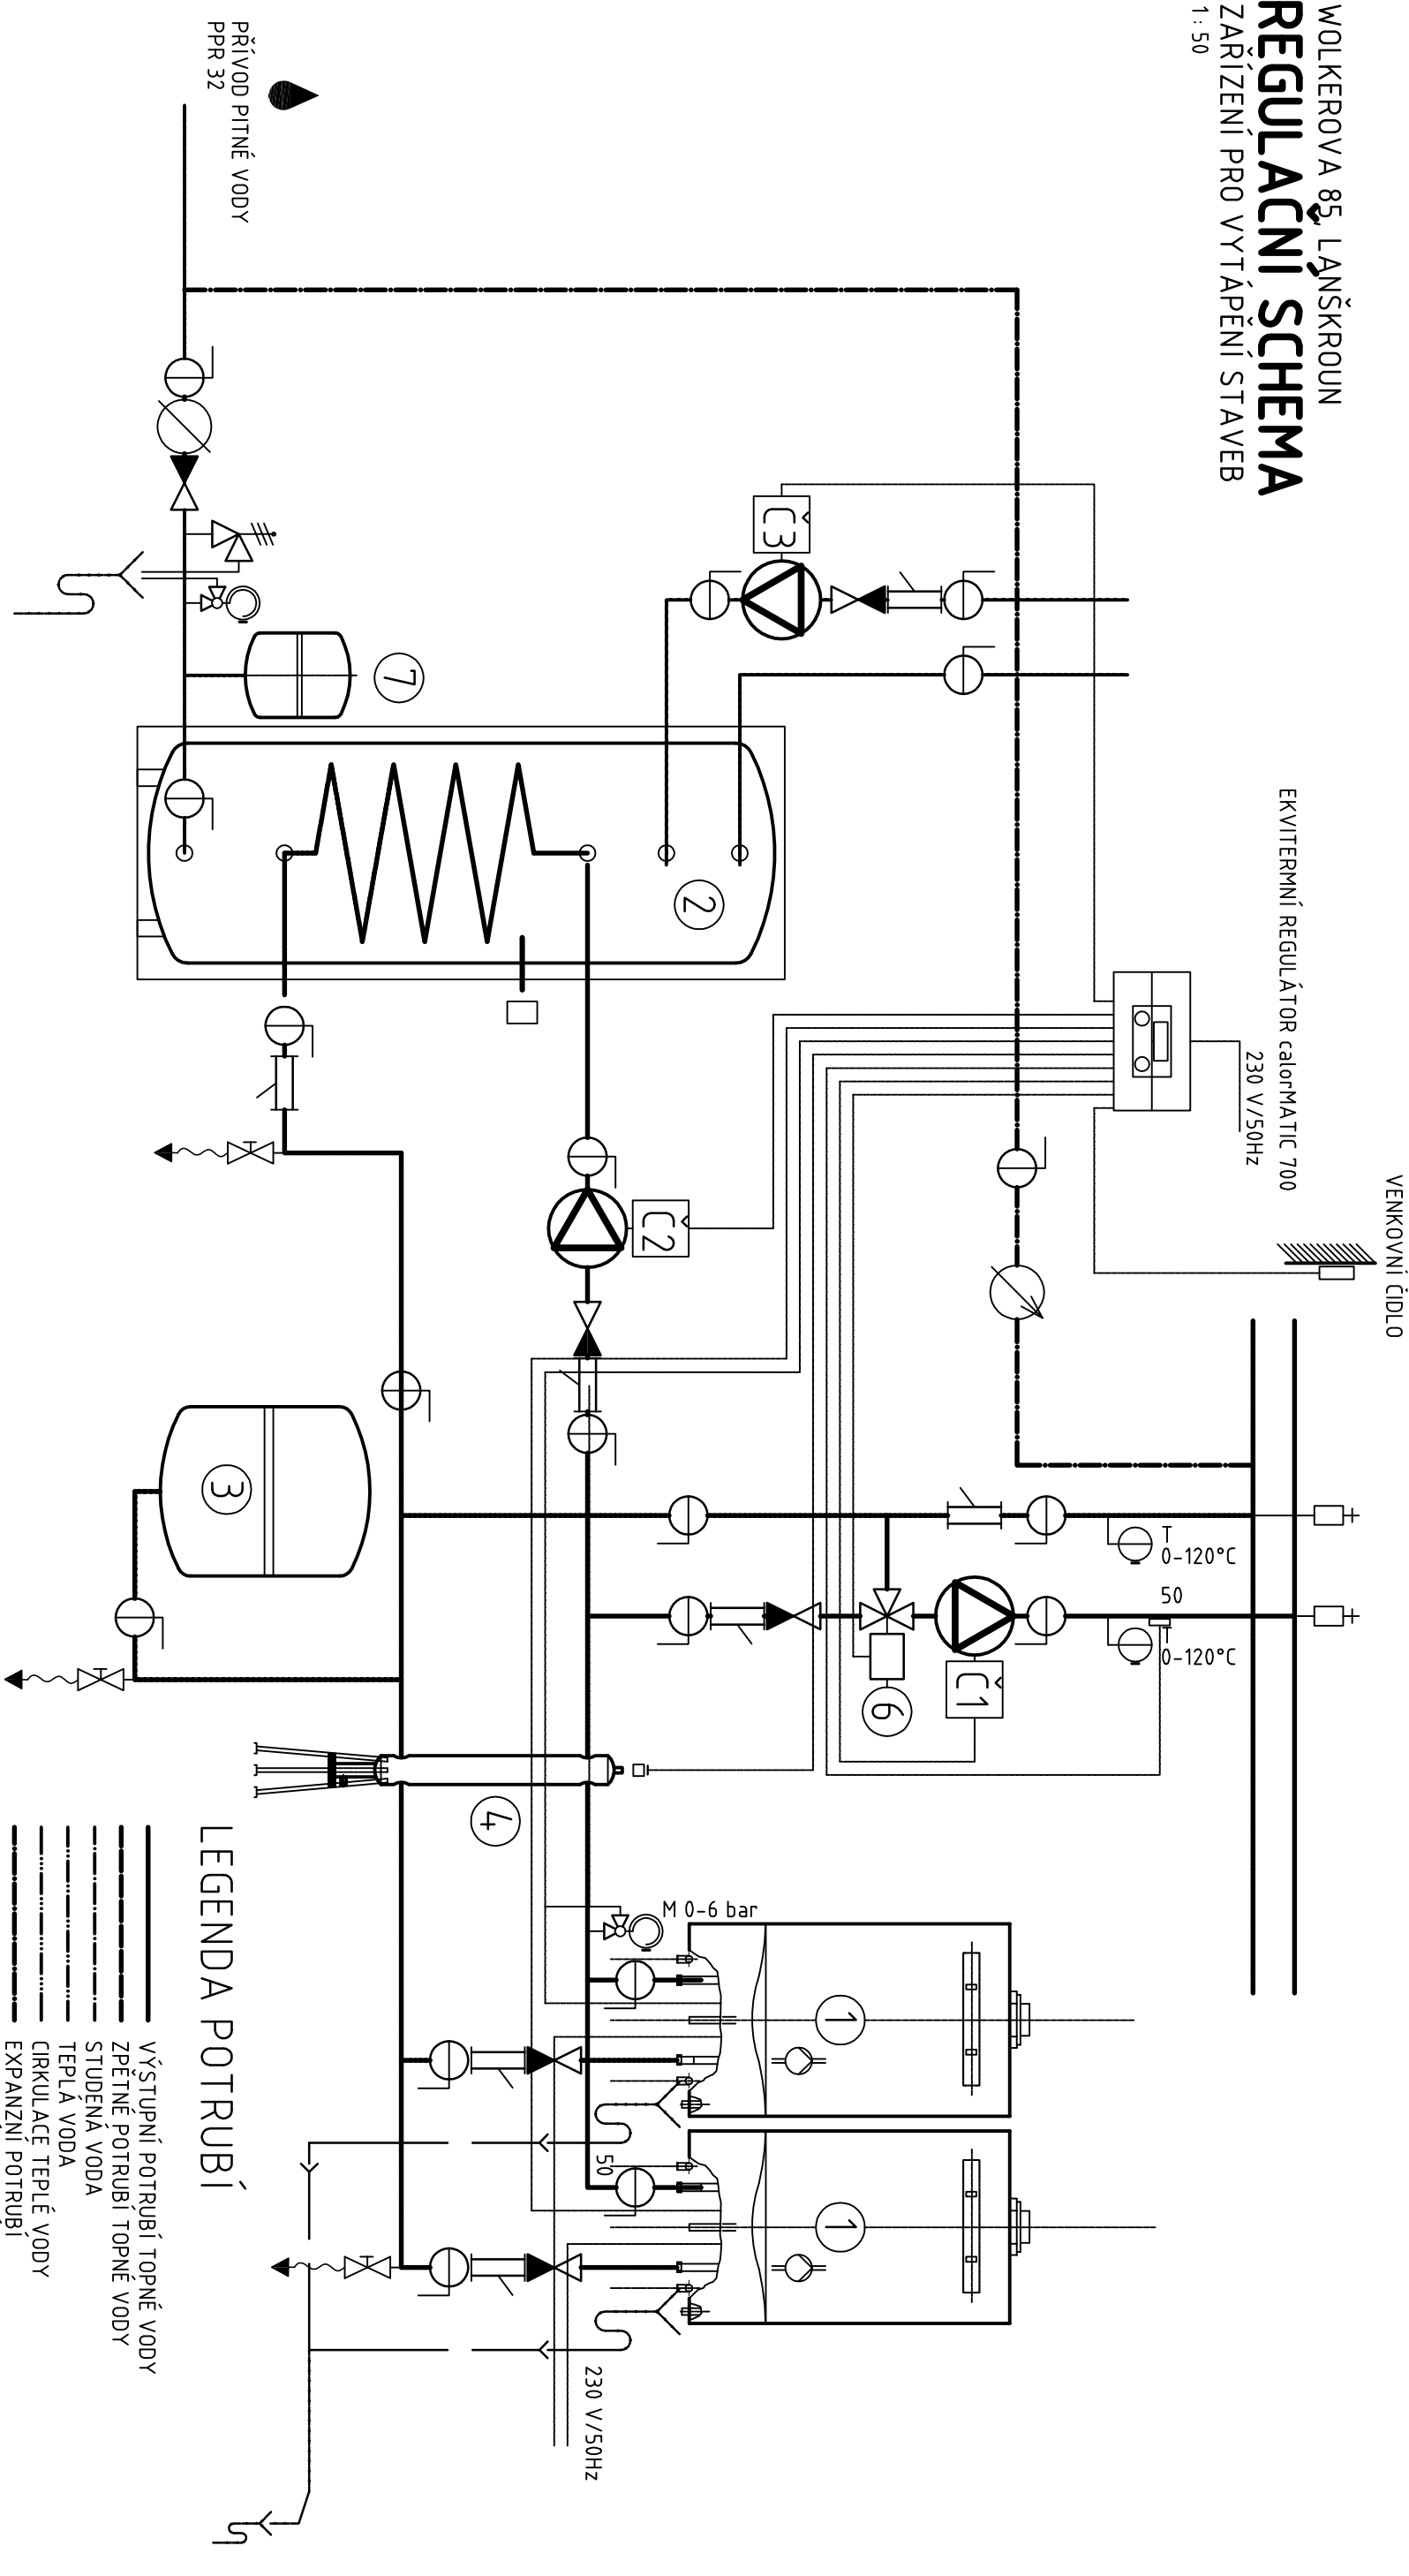 WOLKEROVA 85, LANŠKROUN
REGULAČNÍ SCHEMA
ZAŘÍZENÍ PRO VYTÁPĚNÍ STAVEB
1 : 50
VENKOVNÍ ČIDLO
EKVITERMNÍ REGULÁTOR calorMATIC 700
230 V/50Hz
PŘÍVOD PITNÉ VODY
PPR 32
Č3
7
2
Č2
3
T
0-120°C
50
T
0-120°C
Č1
6
4
M 0-6 bar
1
1
50
230 V/50Hz
LEGENDA POTRUBÍ
VÝSTUPNÍ POTRUBÍ TOPNÉ VODY
ZPĚTNÉ POTRUBÍ TOPNÉ VODY
STUDENÁ VODA
TEPLÁ VODA
CIRKULACE TEPLÉ VODY
EXPANZNÍ POTRUBÍ